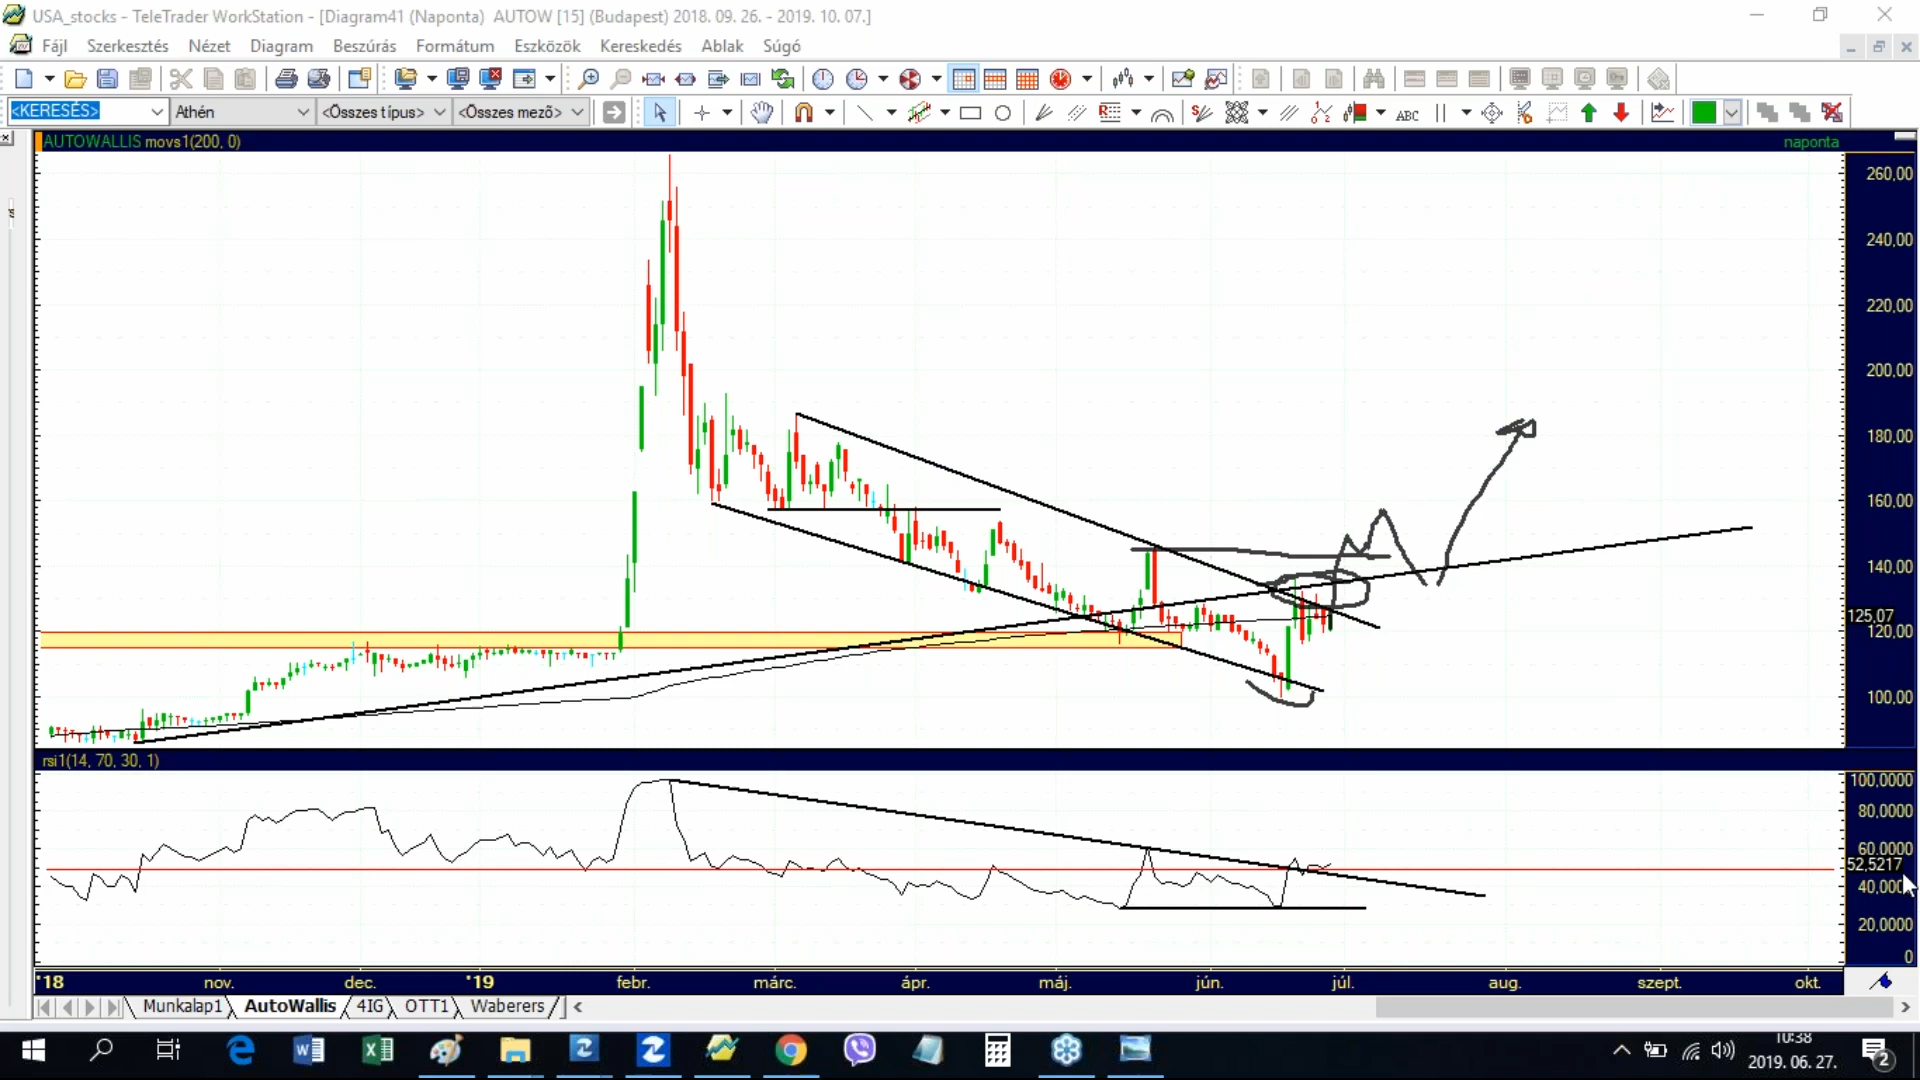 USA_stocks - TeleTrader WorkStation - [Diagram41 (Naponta) AUTOW [15] (Budapest) 2018. 09. 26. - 2019. 10. 07.]
Fájl Szerkesztés Nézet Diagram Beszúrás Formátum Eszközök Kereskedés Ablak Súgó
<KERESÉS> Athén <Összes típus> <Összes mező> ABC
AUTOWALLIS movs1(200, 0) naponta
260,00
240,00
220,00
200,00
180,00
160,00
140,00
125,07
120,00
100,00
rsi1(14, 70, 30, 1)
100,0000
80,0000
60,0000
52,5217
20,0000
0
'18 nov. dec. '19 febr. márc. ápr. máj. jún. júl. aug. szept. okt.
Munkalap1 AutoWallis 4IG OTT1 Waberers
10:38
2019. 06. 27.
2